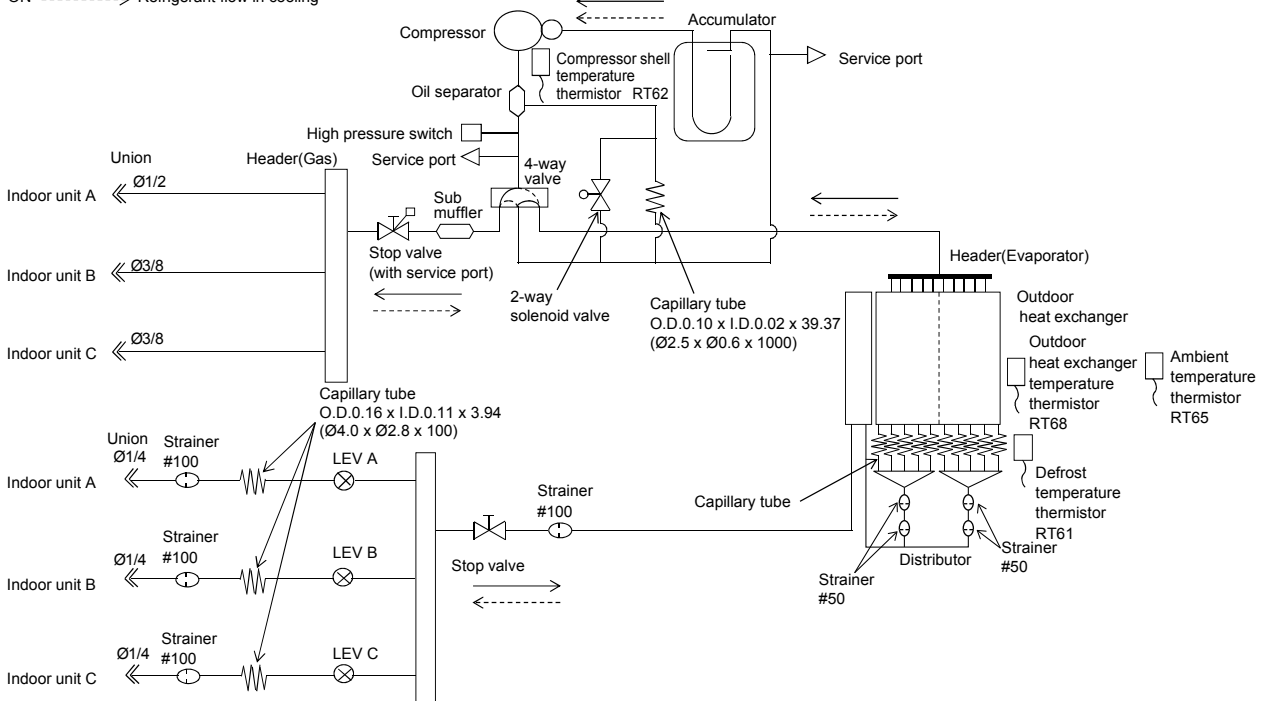 Refrigerant flow in cooling
Compressor
Accumulator
Service port
Compressor shell
temperature
thermistor RT62
Oil separator
High pressure switch
Service port
4-way
valve
Union
Header(Gas)
Indoor unit A
Ø1/2
Sub
muffler
Stop valve
(with service port)
Indoor unit B
Ø3/8
Indoor unit C
Ø3/8
2-way
solenoid valve
Capillary tube
O.D.0.10 x I.D.0.02 x 39.37
(Ø2.5 x Ø0.6 x 1000)
Header(Evaporator)
Outdoor
heat exchanger
Outdoor
heat exchanger
temperature
thermistor
RT68
Ambient
temperature
thermistor
RT65
Capillary tube
O.D.0.16 x I.D.0.11 x 3.94
(Ø4.0 x Ø2.8 x 100)
Union
Ø1/4
Strainer
#100
LEV A
Indoor unit A
Strainer
#100
Ø1/4
LEV B
Indoor unit B
Strainer
#100
Ø1/4
LEV C
Indoor unit C
Stop valve
Strainer
#100
Capillary tube
Defrost
temperature
thermistor
RT61
Distributor
Strainer
#50
Strainer
#50